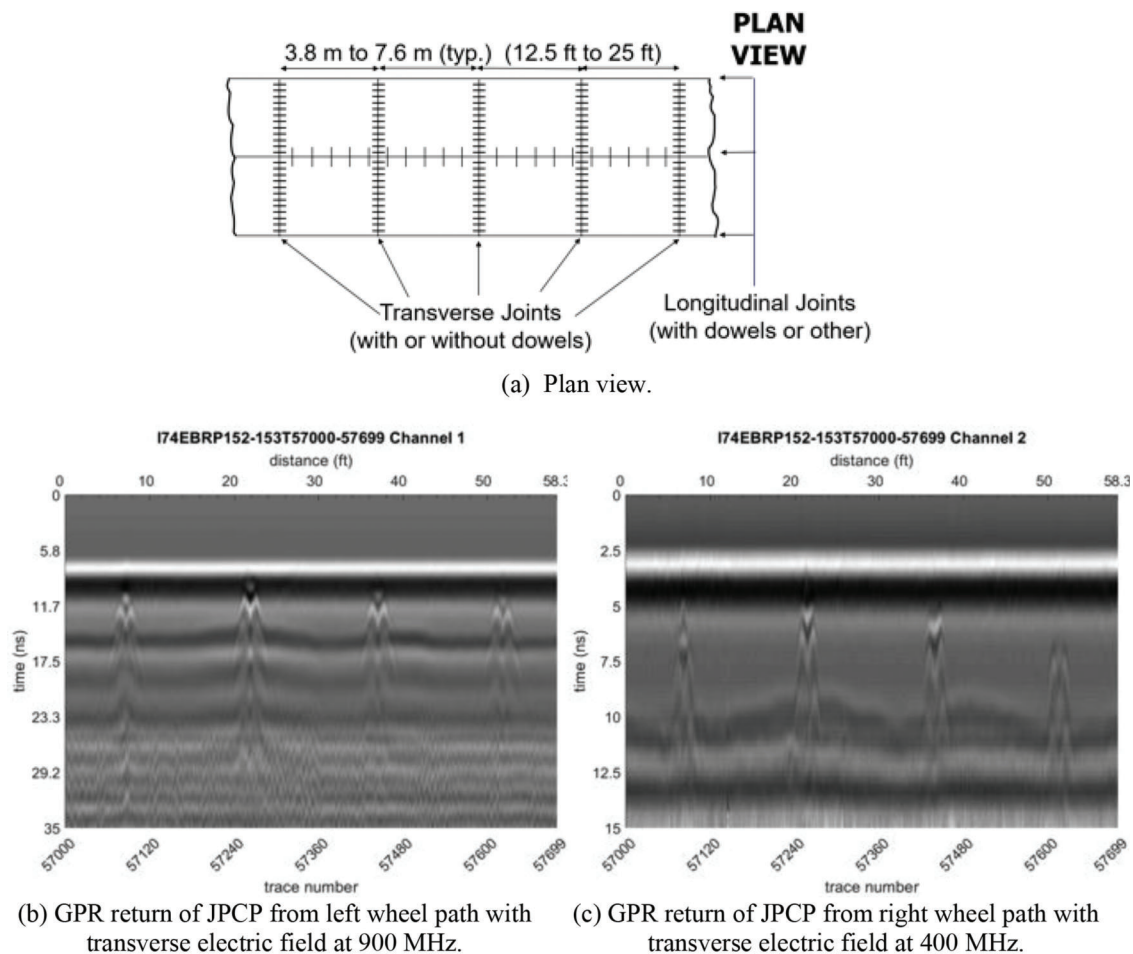 PLAN
VIEW
3.8 m to 7.6 m (typ.) (12.5 ft to 25 ft)
Transverse Joints
(with or without dowels)
Longitudinal Joints
(with dowels or other)
(a) Plan view.
I74EBRP152-153T57000-57699 Channel 1
distance (ft)
0 10 20 30 40 50 58.3
0
5.8
11.7
17.5
23.3
29.2
35
time (ns)
57000 57120 57240 57360 57480 57600 57699
trace number
(b) GPR return of JPCP from left wheel path with
transverse electric field at 900 MHz.
I74EBRP152-153T57000-57699 Channel 2
distance (ft)
0 10 20 30 40 50 58.3
0
2.5
5
7.5
10
12.5
15
time (ns)
57000 57120 57240 57360 57480 57600 57699
trace number
(c) GPR return of JPCP from right wheel path with
transverse electric field at 400 MHz.